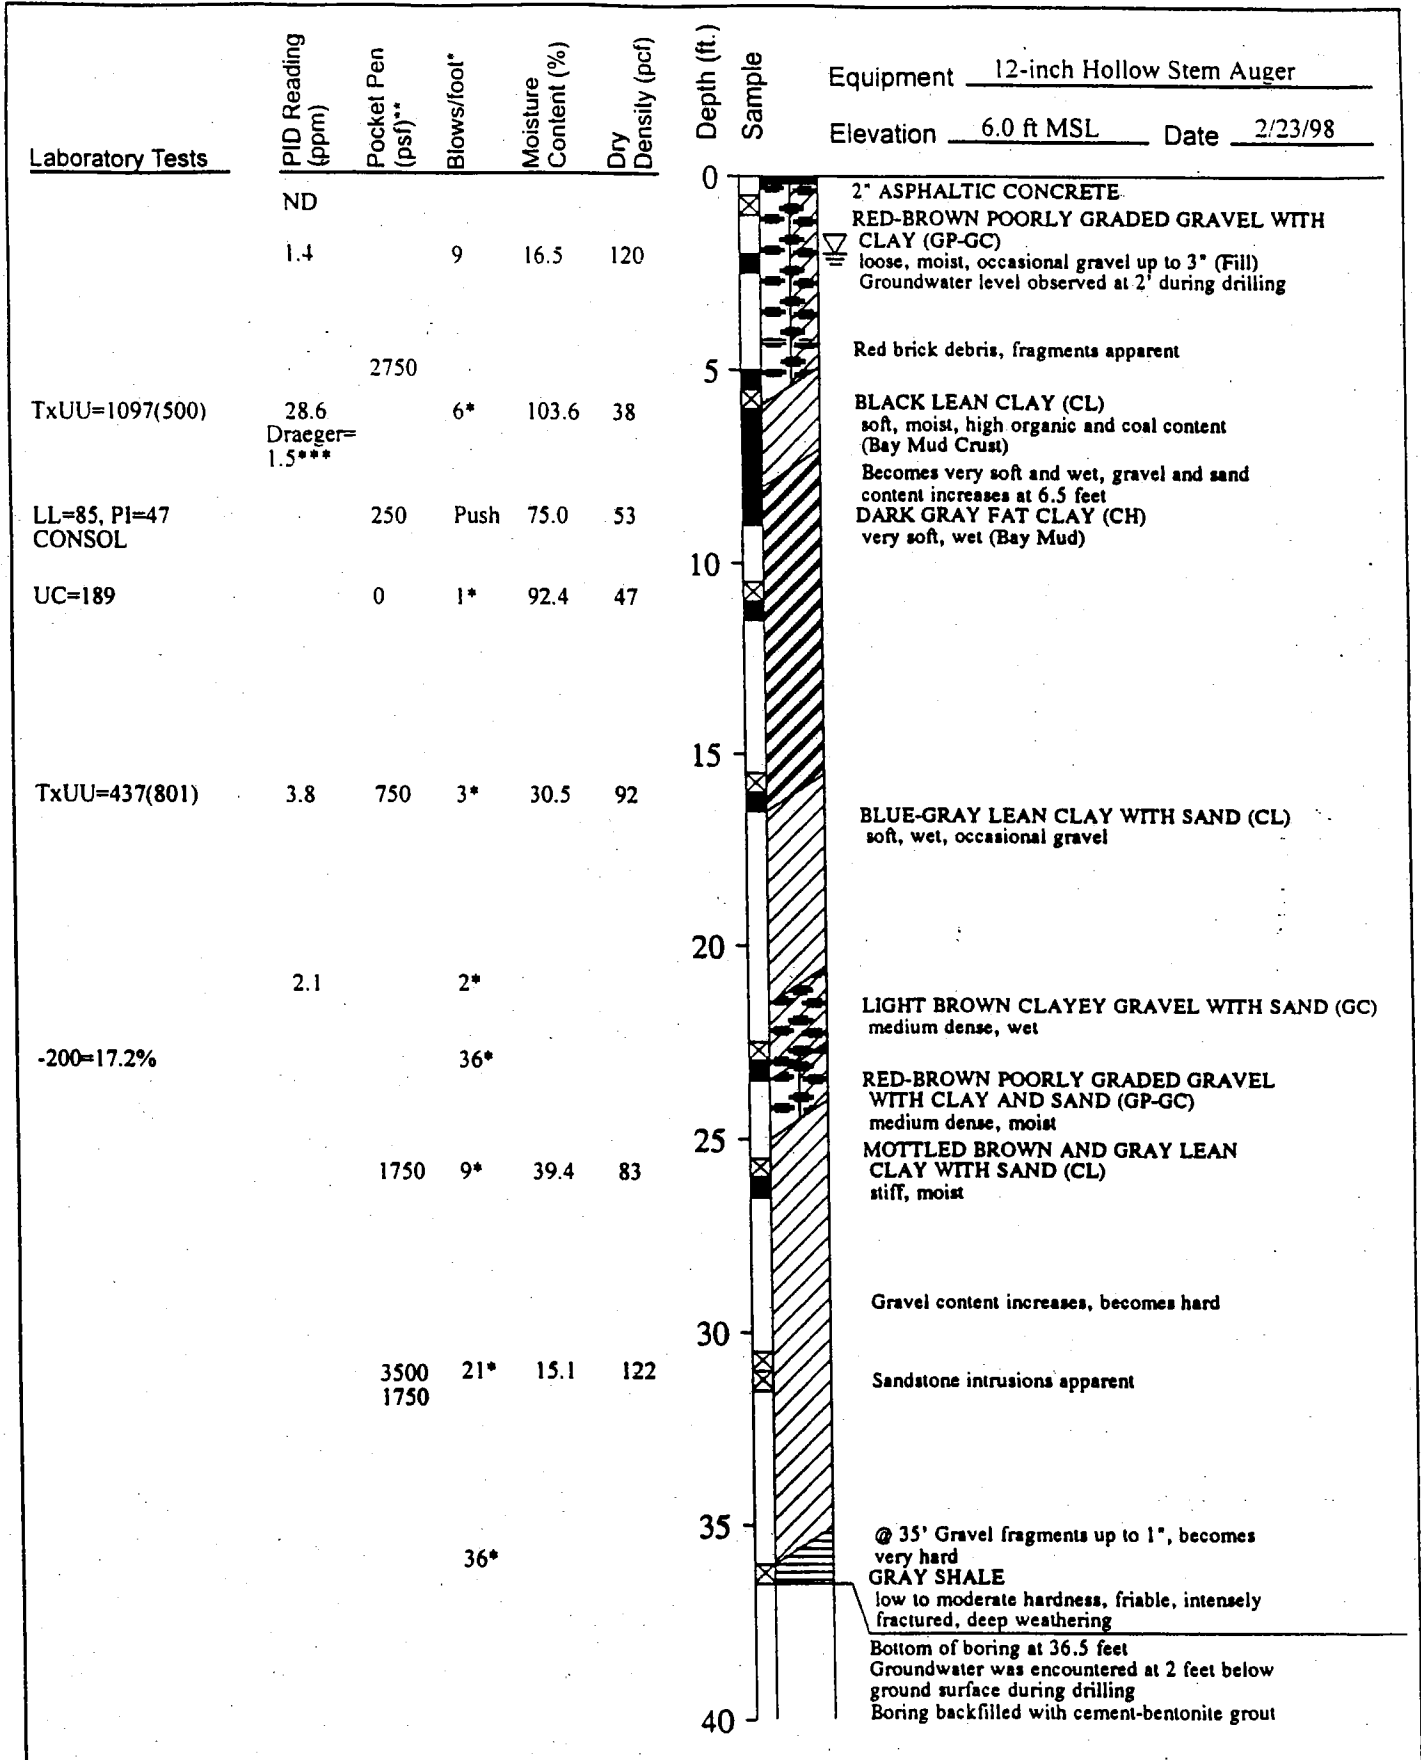 Laboratory Tests
PID Reading (ppm)
Pocket Pen (psf)**
Blows/foot*
Moisture Content (%)
Dry Density (pcf)
Depth (ft.)
Sample
Equipment 12-inch Hollow Stem Auger
Elevation 6.0 ft MSL Date 2/23/98
0
ND
2" ASPHALTIC CONCRETE
RED-BROWN POORLY GRADED GRAVEL WITH
CLAY (GP-GC)
1.4 9 16.5 120
loose, moist, occasional gravel up to 3" (Fill)
Groundwater level observed at 2' during drilling
Red brick debris, fragments apparent
2750
5
TxUU=1097(500) 28.6 6* 103.6 38
Draeger=
1.5***
BLACK LEAN CLAY (CL)
soft, moist, high organic and coal content
(Bay Mud Crust)
Becomes very soft and wet, gravel and sand
content increases at 6.5 feet
LL=85, PI=47 250 Push 75.0 53
CONSOL
DARK GRAY FAT CLAY (CH)
very soft, wet (Bay Mud)
10
UC=189 0 1* 92.4 47
15
TxUU=437(801) 3.8 750 3* 30.5 92
BLUE-GRAY LEAN CLAY WITH SAND (CL)
soft, wet, occasional gravel
20
2.1 2*
LIGHT BROWN CLAYEY GRAVEL WITH SAND (GC)
medium dense, wet
-200=17.2% 36*
RED-BROWN POORLY GRADED GRAVEL
WITH CLAY AND SAND (GP-GC)
medium dense, moist
25
MOTTLED BROWN AND GRAY LEAN
CLAY WITH SAND (CL)
stiff, moist
1750 9* 39.4 83
Gravel content increases, becomes hard
30
3500 21* 15.1 122
1750
Sandstone intrusions apparent
35
@ 35' Gravel fragments up to 1", becomes
very hard
36*
GRAY SHALE
low to moderate hardness, friable, intensely
fractured, deep weathering
Bottom of boring at 36.5 feet
Groundwater was encountered at 2 feet below
ground surface during drilling
Boring backfilled with cement-bentonite grout
40